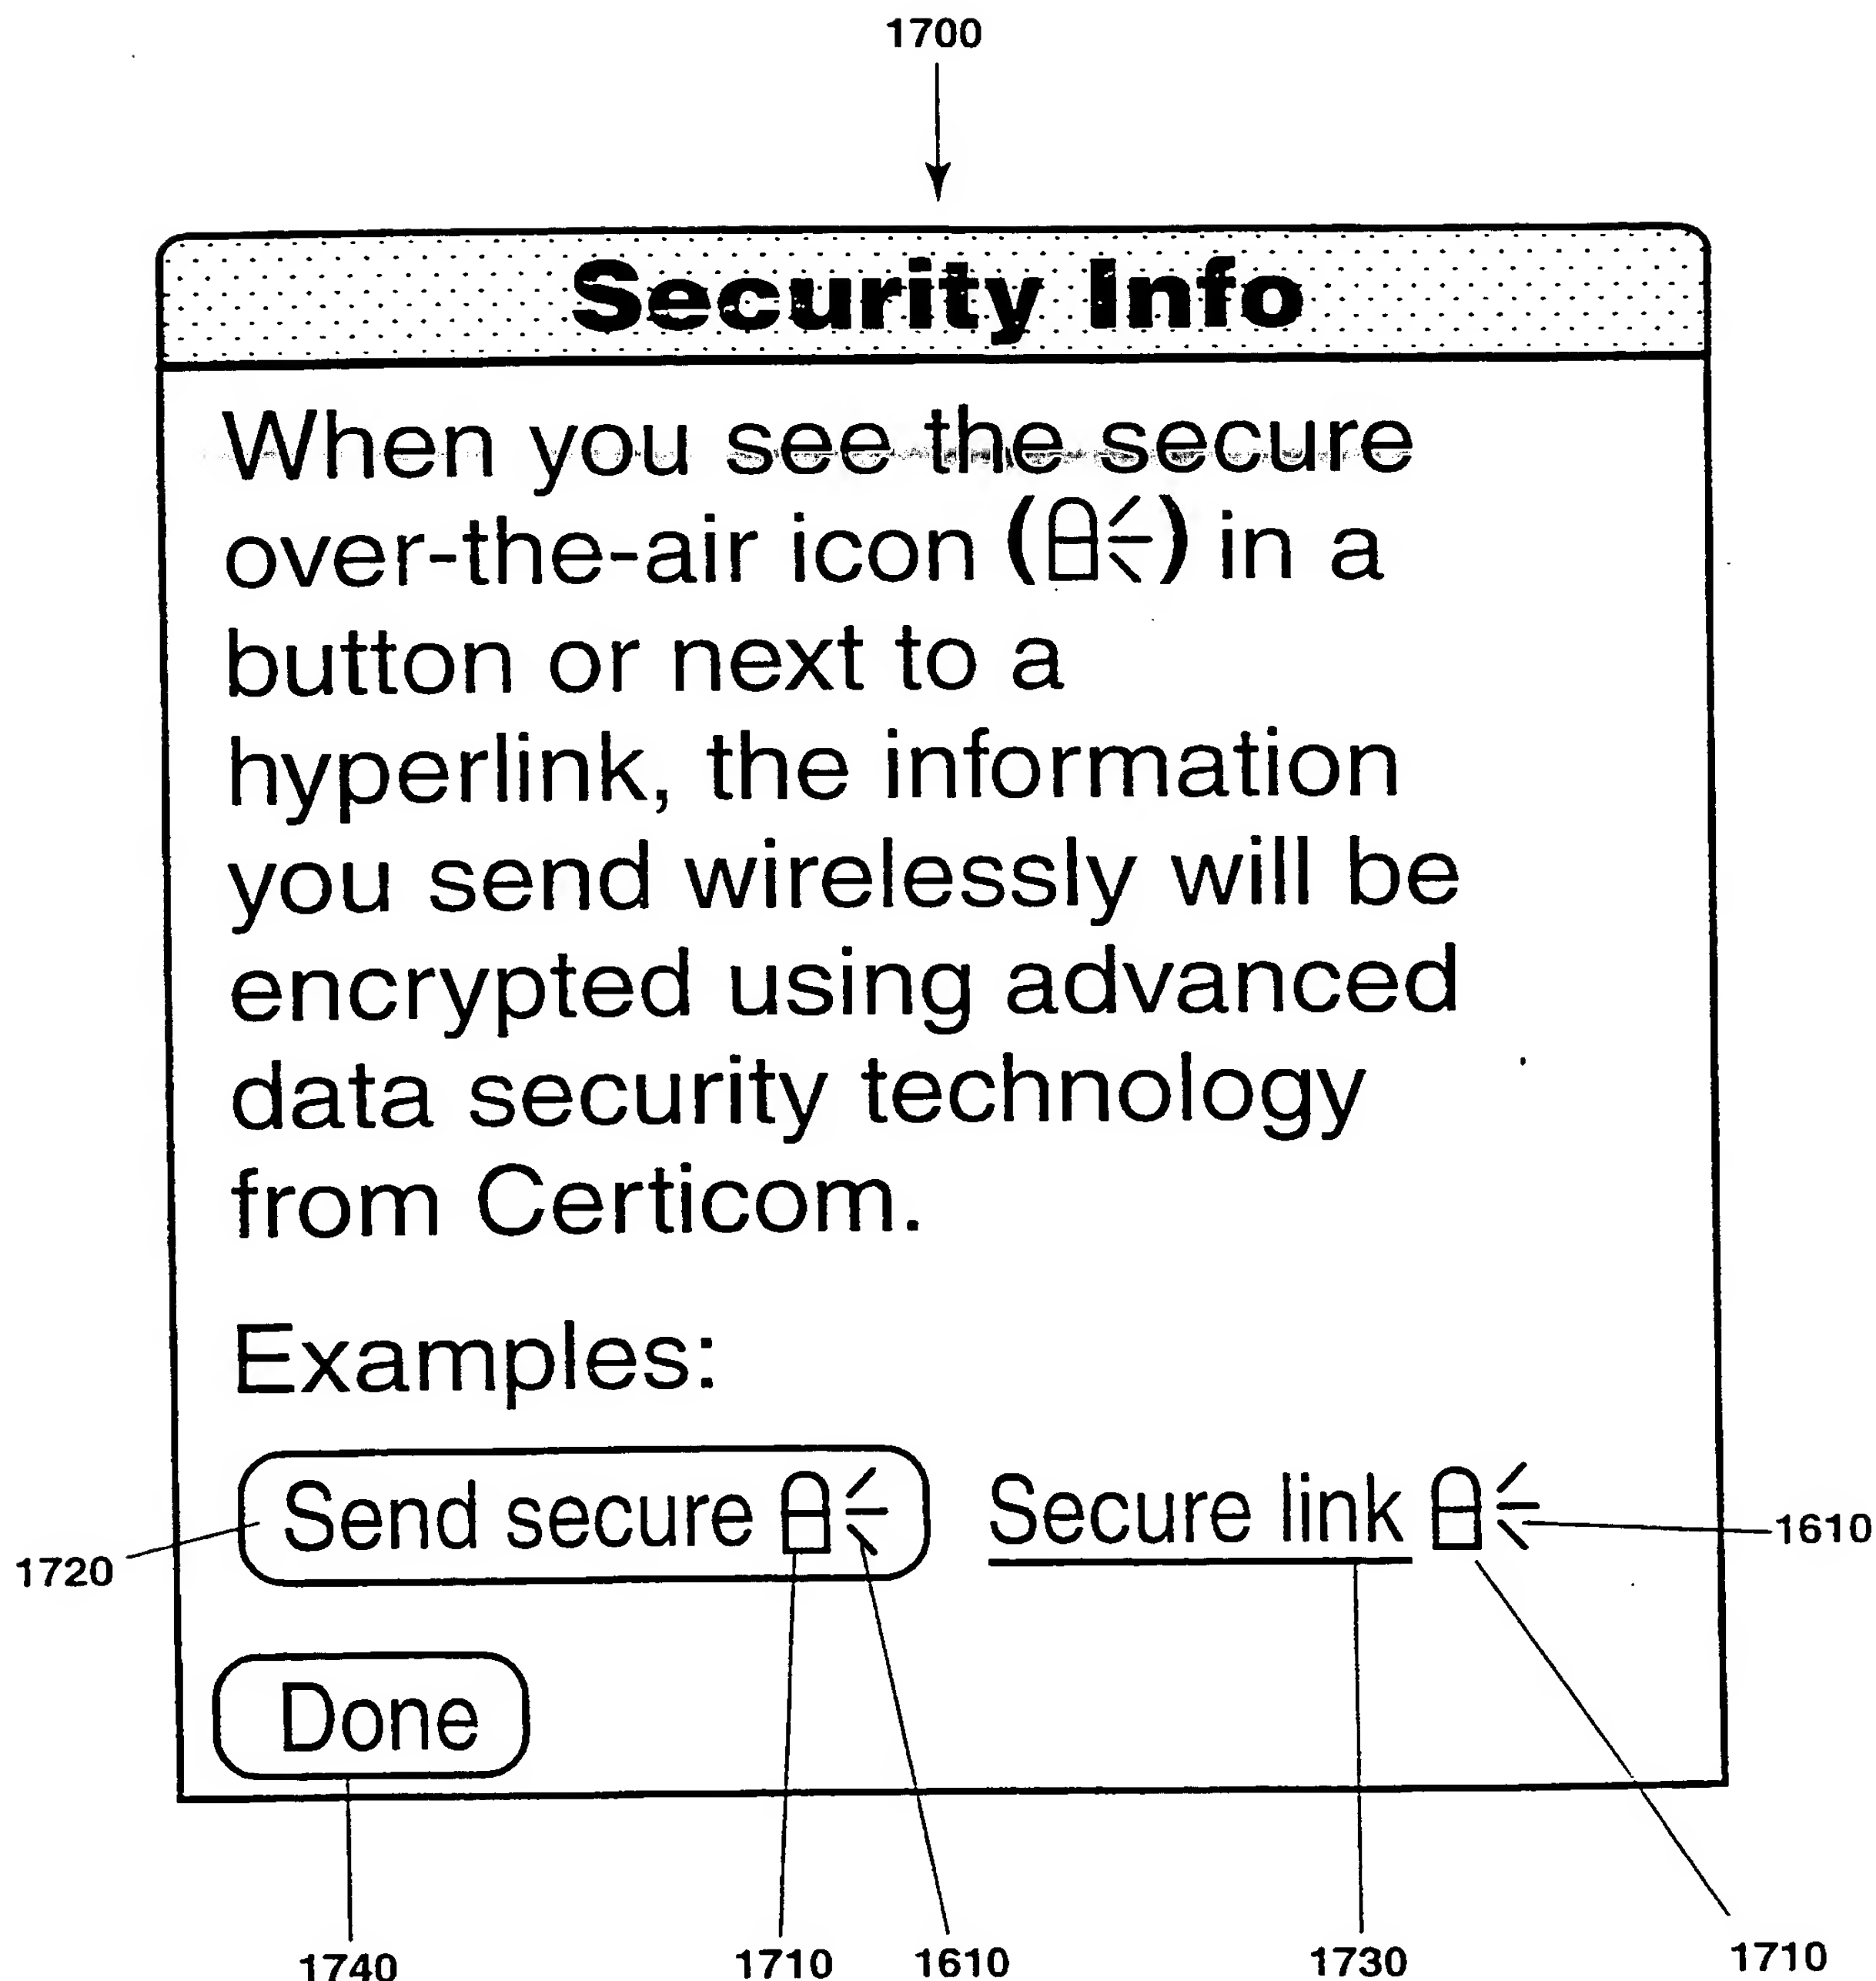 1700
Security Info
When you see the secure
over-the-air icon () in a
button or next to a
hyperlink, the information
you send wirelessly will be
encrypted using advanced
data security technology
from Certicom.
Examples:
Send secure Secure link
1610
1720
Done
1740 1710 1610 1730 1710